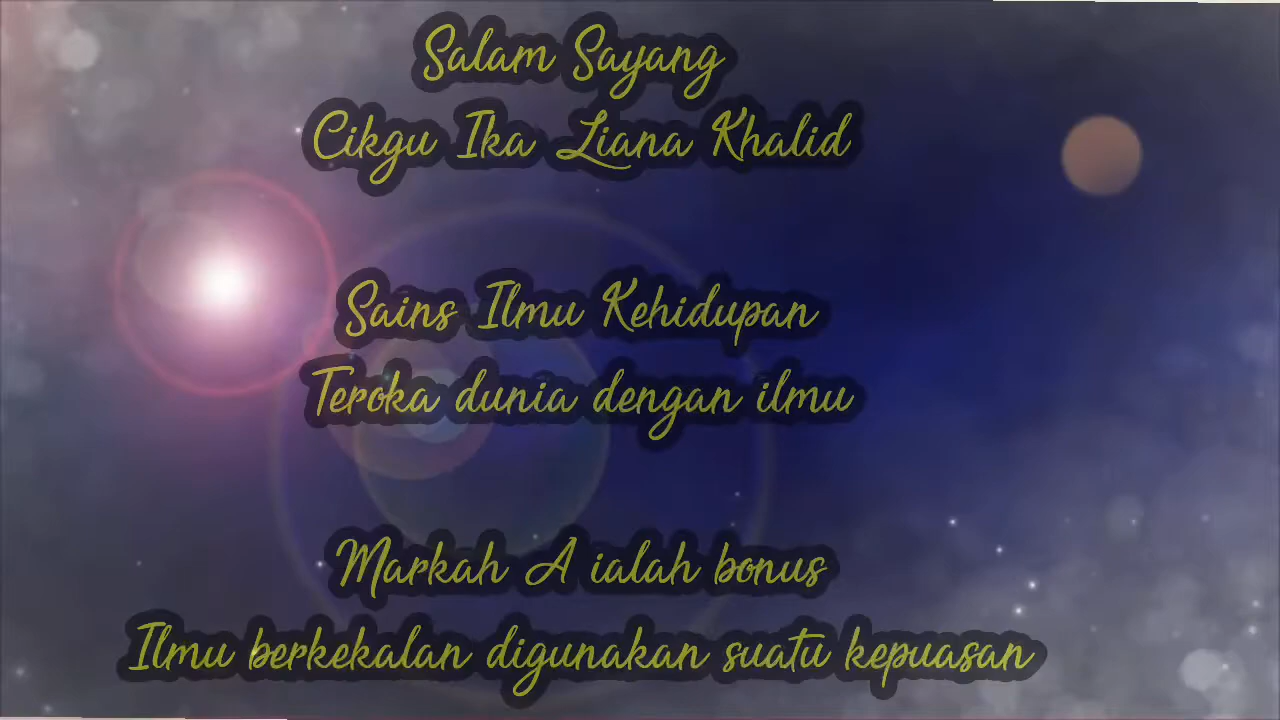 Salam Sayang
Cikgu Ika Liana Khalid
Sains Ilmu Kehidupan
Teroka dunia dengan ilmu
Markah A ialah bonus
Ilmu berkekalan digunakan suatu kepuasan